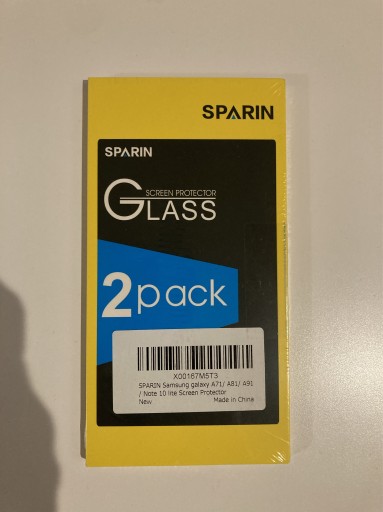 SPARIN
SPARIN
SCREEN PROTECTOR
GLASS
2pack
X00167M5T3
SPARIN Samsung galaxy A71/ A81/ A91
/ Note 10 lite Screen Protector
New Made in China